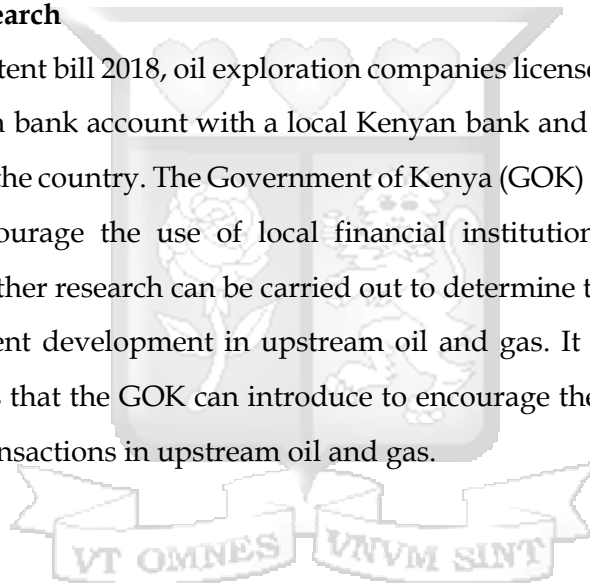 earch
tent bill 2018, oil exploration companies license
a bank account with a local Kenyan bank and
the country. The Government of Kenya (GOK)
ourage the use of local financial institution
ther research can be carried out to determine t
ent development in upstream oil and gas. It
s that the GOK can introduce to encourage the
nsactions in upstream oil and gas.
VT OMNES VNVM SINT